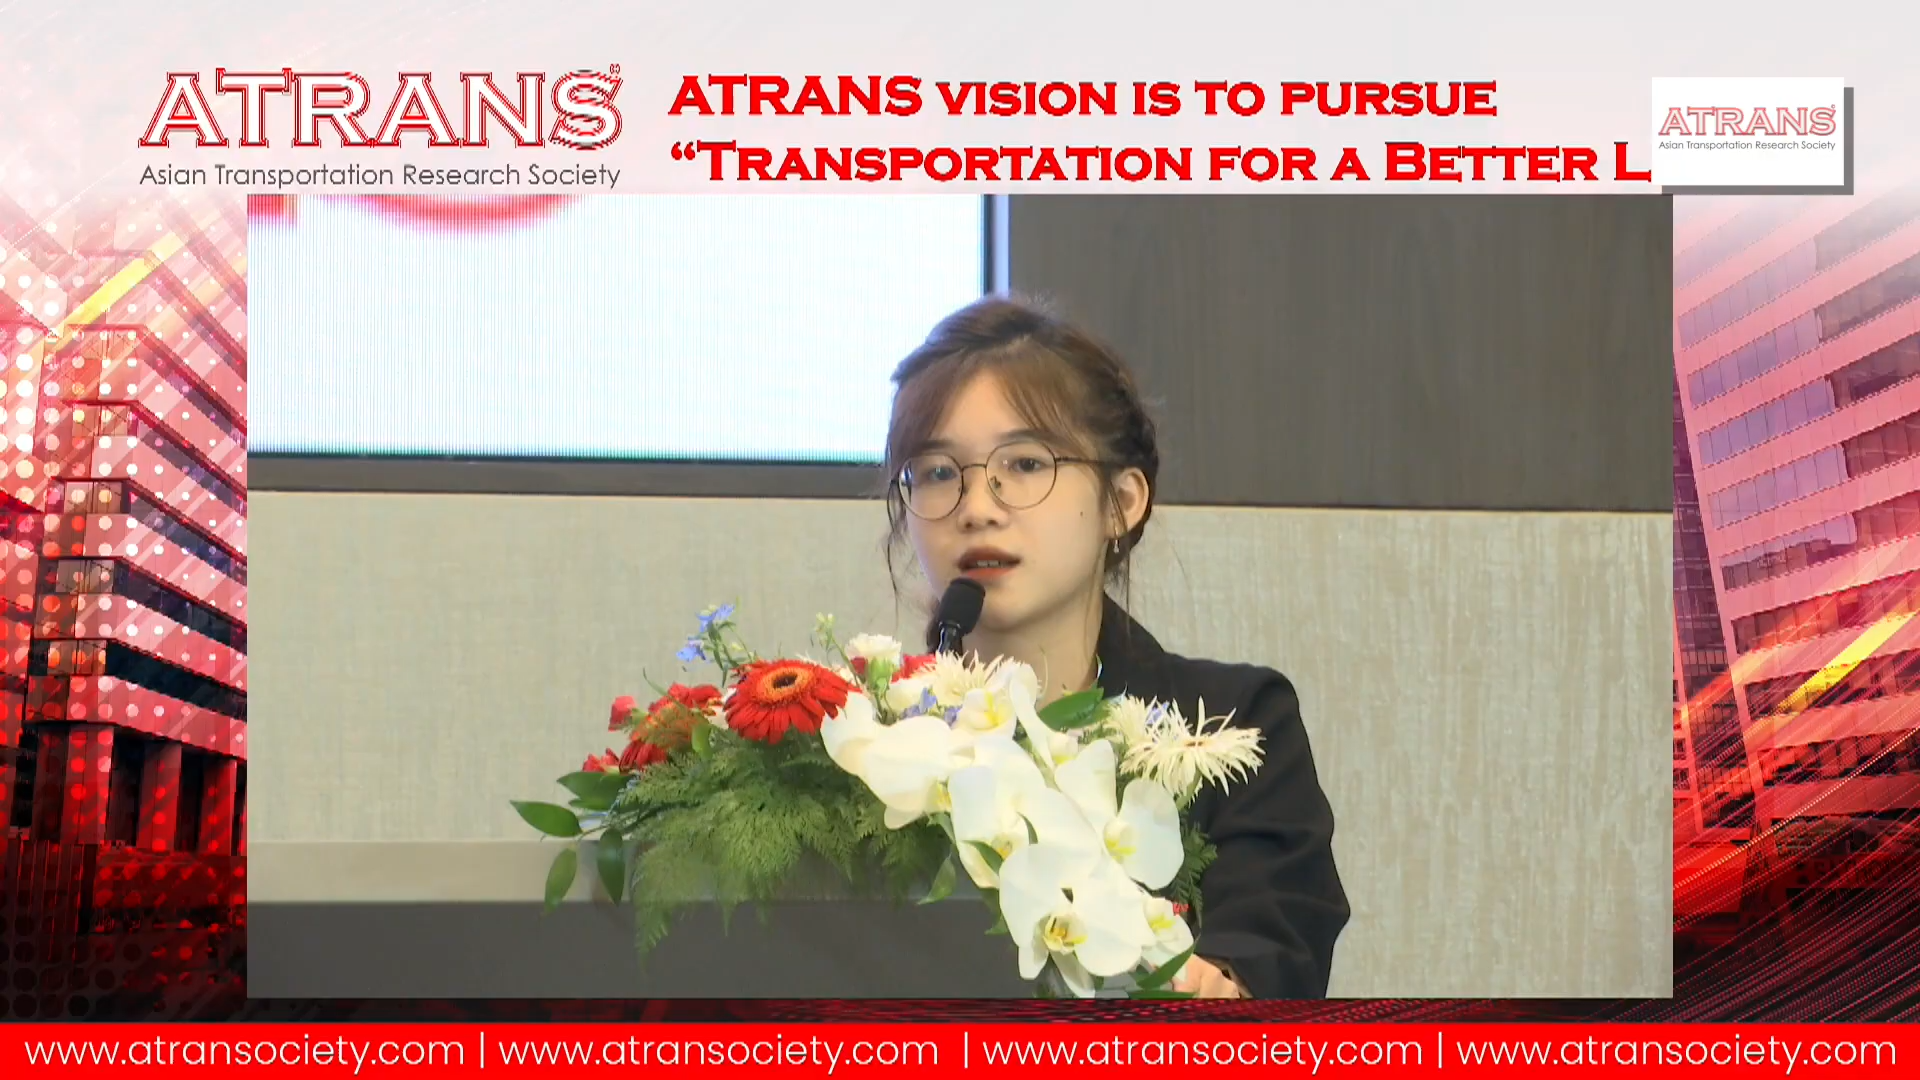 ATRANS
Asian Transportation Research Society
ATRANS VISION IS TO PURSUE
“TRANSPORTATION FOR A BETTER L
ATRANS
Asian Transportation Research Society
www.atransociety.com | www.atransociety.com | www.atransociety.com | www.atransociety.com